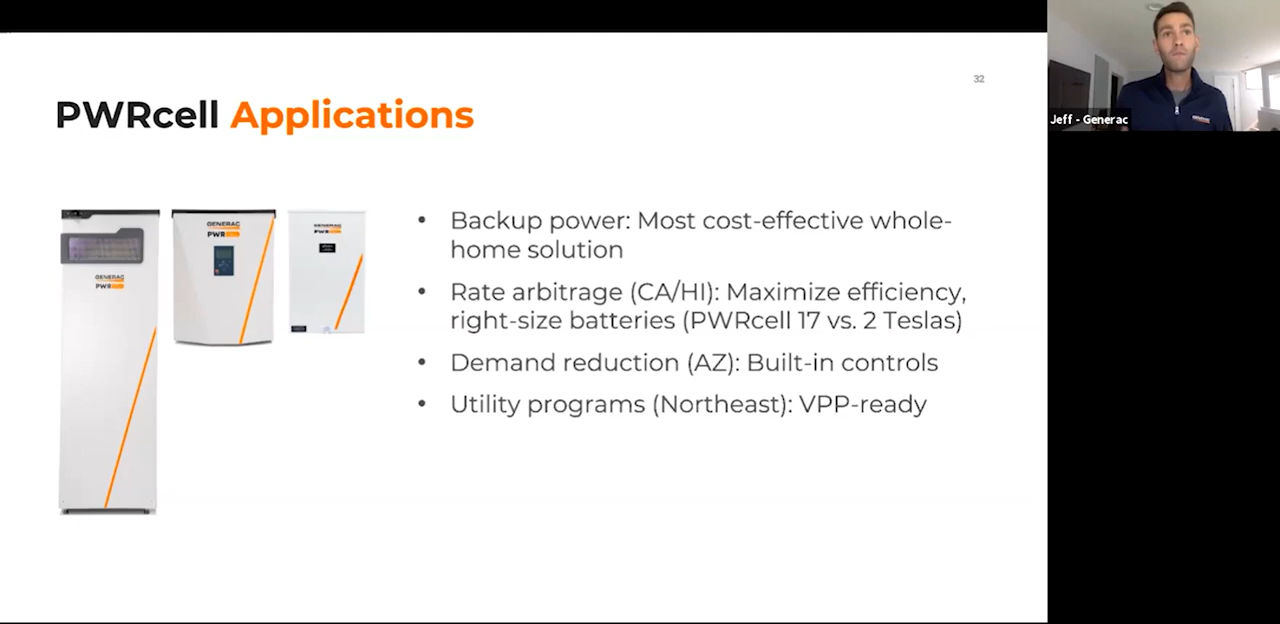 32
PWRcell Applications
GENERAC
PWR
GENERAC
PWR
GENERAC
PWR
• Backup power: Most cost-effective whole-
home solution
• Rate arbitrage (CA/HI): Maximize efficiency,
right-size batteries (PWRcell 17 vs. 2 Teslas)
• Demand reduction (AZ): Built-in controls
• Utility programs (Northeast): VPP-ready
Jeff - Generac